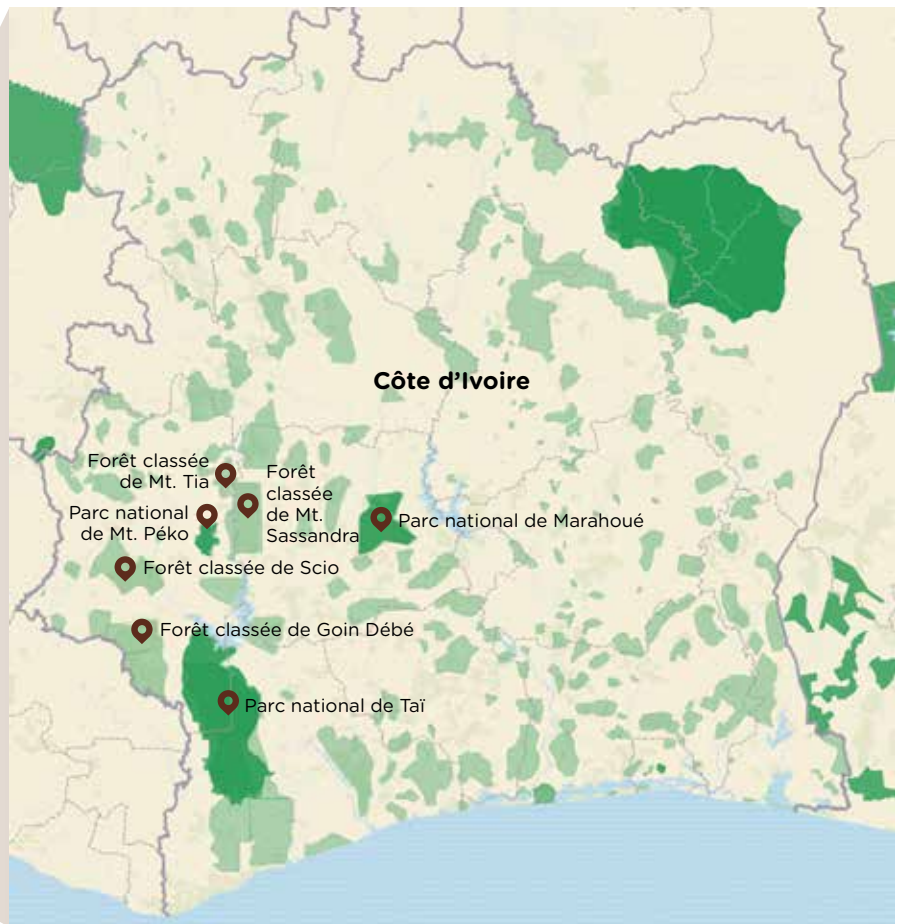 Côte d'Ivoire
Forêt classée
de Mt. Tia
Forêt
classée
de Mt.
Sassandra
Parc national
de Mt. Péko
Parc national de Marahoué
Forêt classée de Scio
Forêt classée de Goin Débé
Parc national de Taï